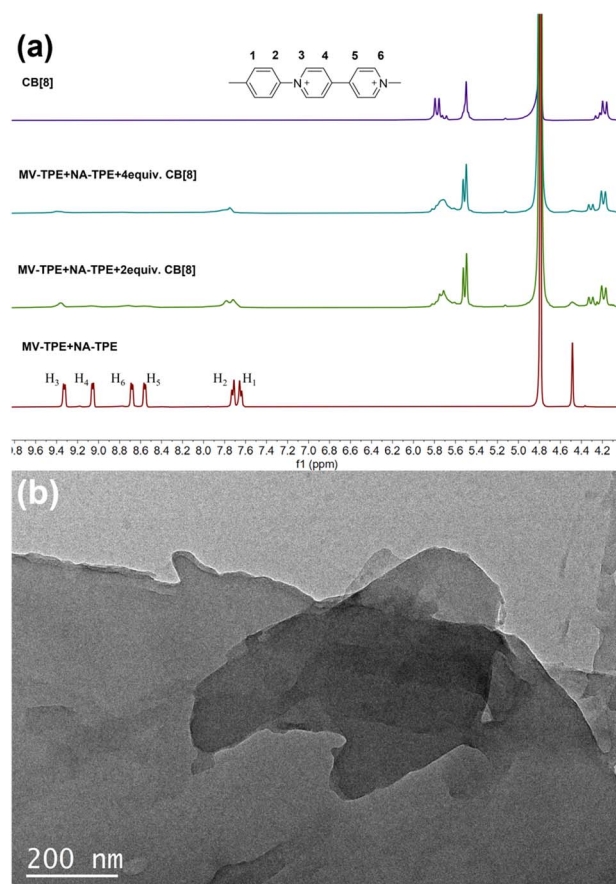 (a)
1 2 3 4 5 6
N+ N+
CB[8]
MV-TPE+NA-TPE+4equiv. CB[8]
MV-TPE+NA-TPE+2equiv. CB[8]
MV-TPE+NA-TPE
H3 H4 H6 H5 H2 H1
9.8 9.6 9.4 9.2 9.0 8.8 8.6 8.4 8.2 8.0 7.8 7.6 7.4 7.2 7.0 6.8 6.6 6.4 6.2 6.0 5.8 5.6 5.4 5.2 5.0 4.8 4.6 4.4 4.2
f1 (ppm)
(b)
200 nm